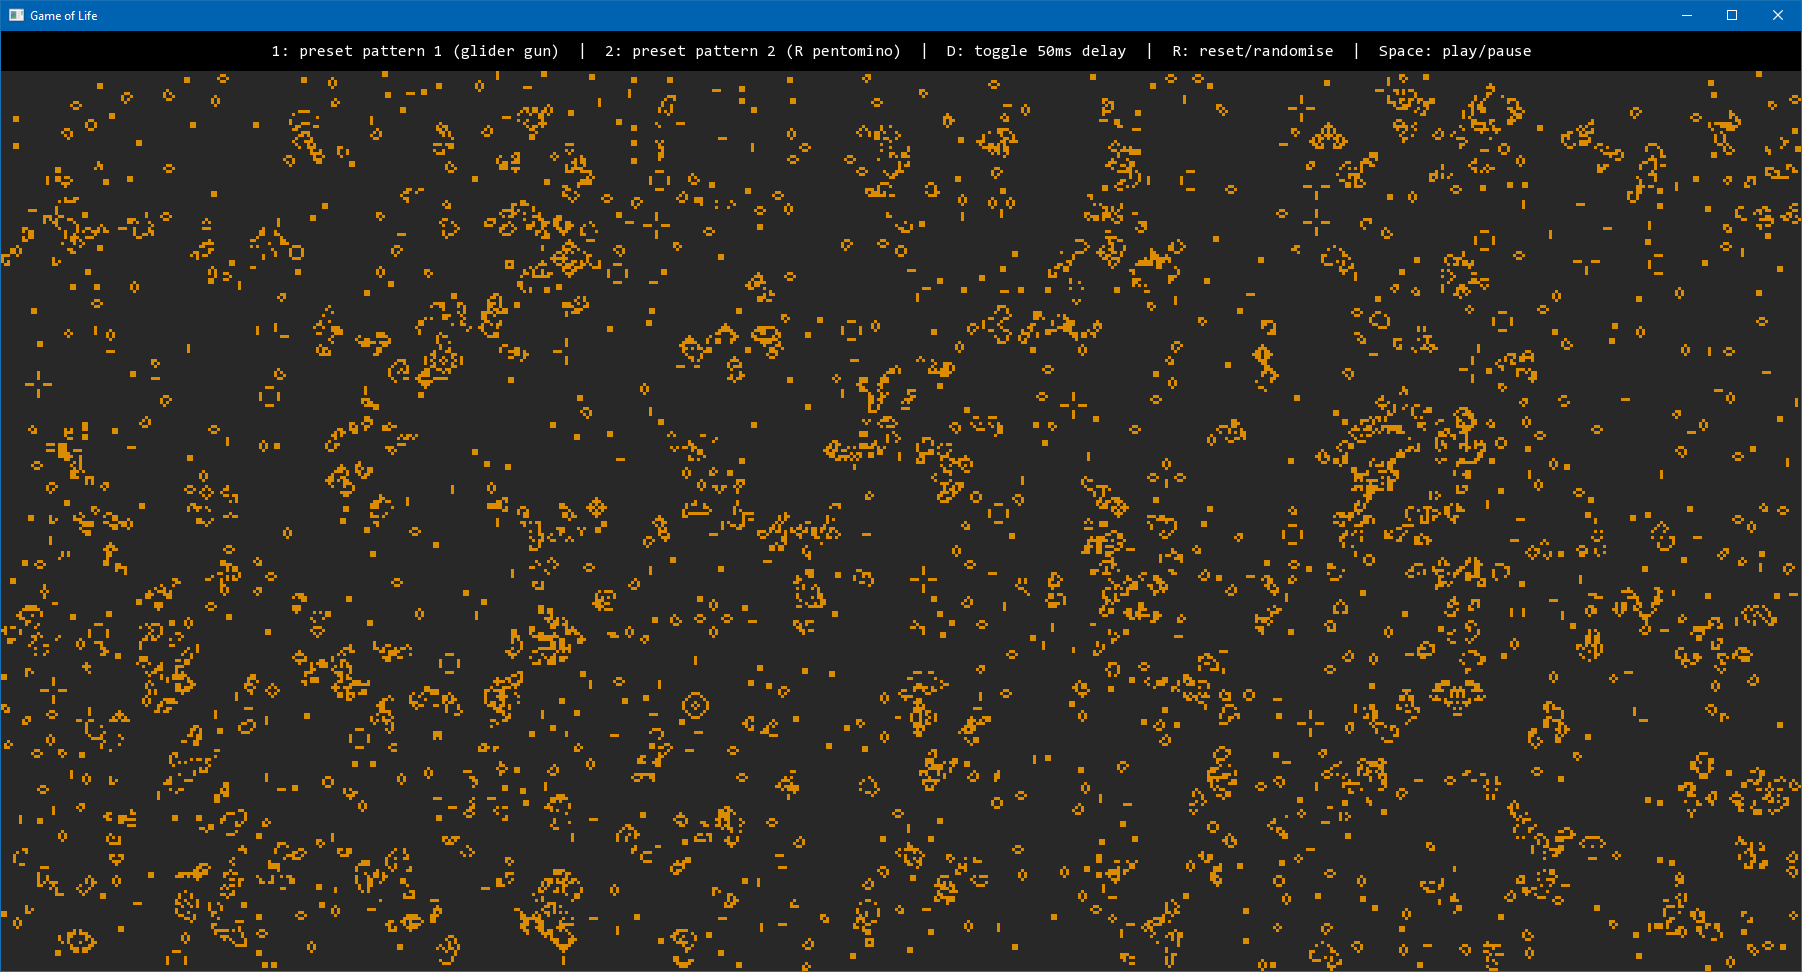 Game of Life
1: preset pattern 1 (glider gun) | 2: preset pattern 2 (R pentomino) | D: toggle 50ms delay | R: reset/randomise | Space: play/pause